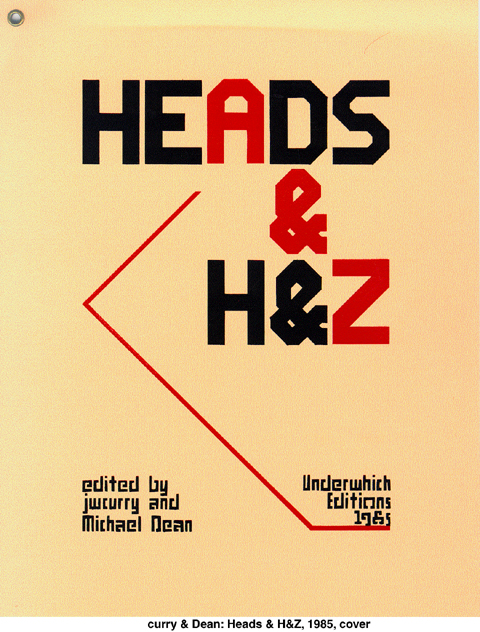 HEADS
&
H&Z
edited by
jwcurry and
Michael Dean
Underwhich
Editions
1985
curry & Dean: Heads & H&Z, 1985, cover